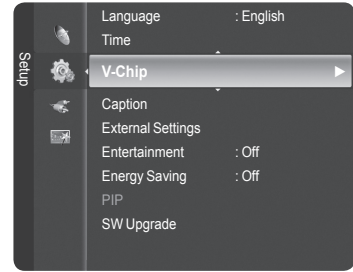 Setup
Language : English
Time
V-Chip
Caption
External Settings
Entertainment : Off
Energy Saving : Off
PIP
SW Upgrade